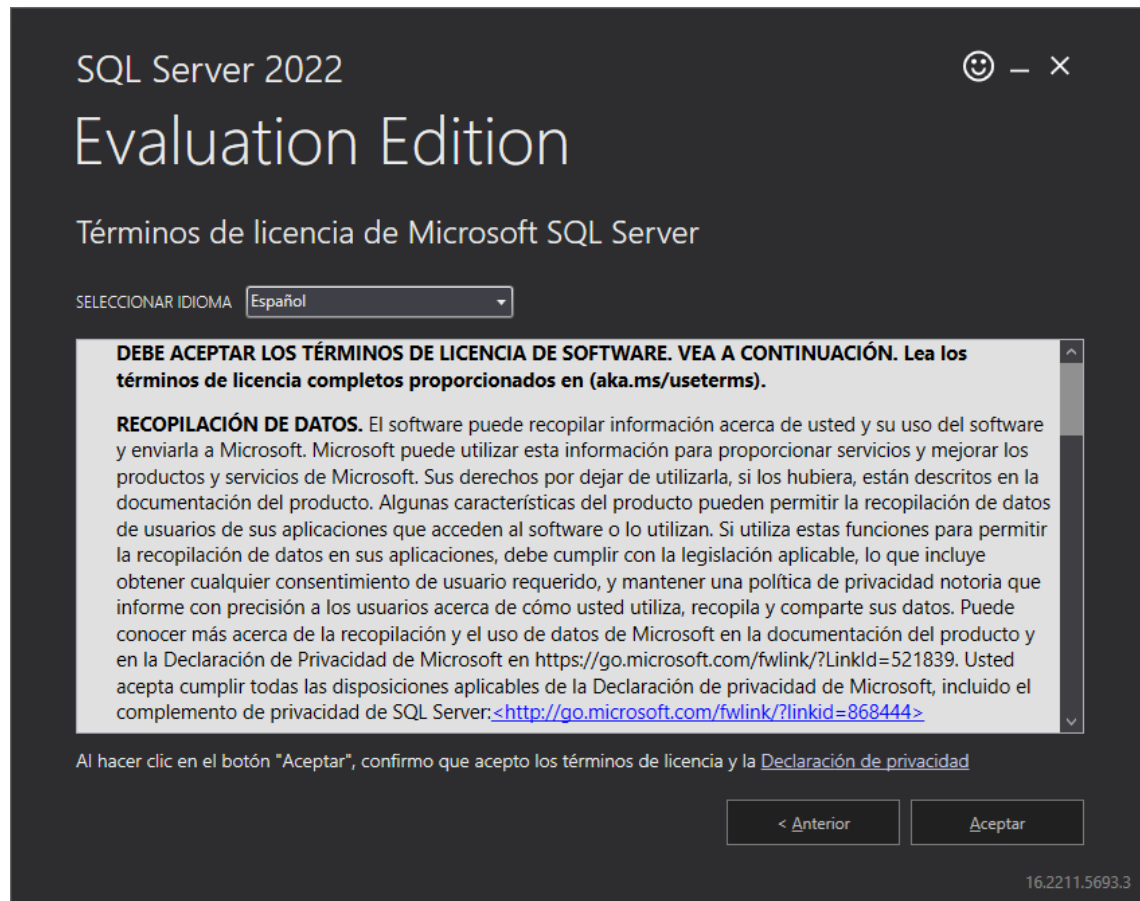 SQL Server 2022
Evaluation Edition
Términos de licencia de Microsoft SQL Server
SELECCIONAR IDIOMA Español
DEBE ACEPTAR LOS TÉRMINOS DE LICENCIA DE SOFTWARE. VEA A CONTINUACIÓN. Lea los
términos de licencia completos proporcionados en (aka.ms/useterms).
RECOPILACIÓN DE DATOS. El software puede recopilar información acerca de usted y su uso del software
y enviarla a Microsoft. Microsoft puede utilizar esta información para proporcionar servicios y mejorar los
productos y servicios de Microsoft. Sus derechos por dejar de utilizarla, si los hubiera, están descritos en la
documentación del producto. Algunas características del producto pueden permitir la recopilación de datos
de usuarios de sus aplicaciones que acceden al software o lo utilizan. Si utiliza estas funciones para permitir
la recopilación de datos en sus aplicaciones, debe cumplir con la legislación aplicable, lo que incluye
obtener cualquier consentimiento de usuario requerido, y mantener una política de privacidad notoria que
informe con precisión a los usuarios acerca de cómo usted utiliza, recopila y comparte sus datos. Puede
conocer más acerca de la recopilación y el uso de datos de Microsoft en la documentación del producto y
en la Declaración de Privacidad de Microsoft en https://go.microsoft.com/fwlink/?LinkId=521839. Usted
acepta cumplir todas las disposiciones aplicables de la Declaración de privacidad de Microsoft, incluido el
complemento de privacidad de SQL Server:<http://go.microsoft.com/fwlink/?linkid=868444>
Al hacer clic en el botón "Aceptar", confirmo que acepto los términos de licencia y la Declaración de privacidad
< Anterior
Aceptar
16.2211.5693.3